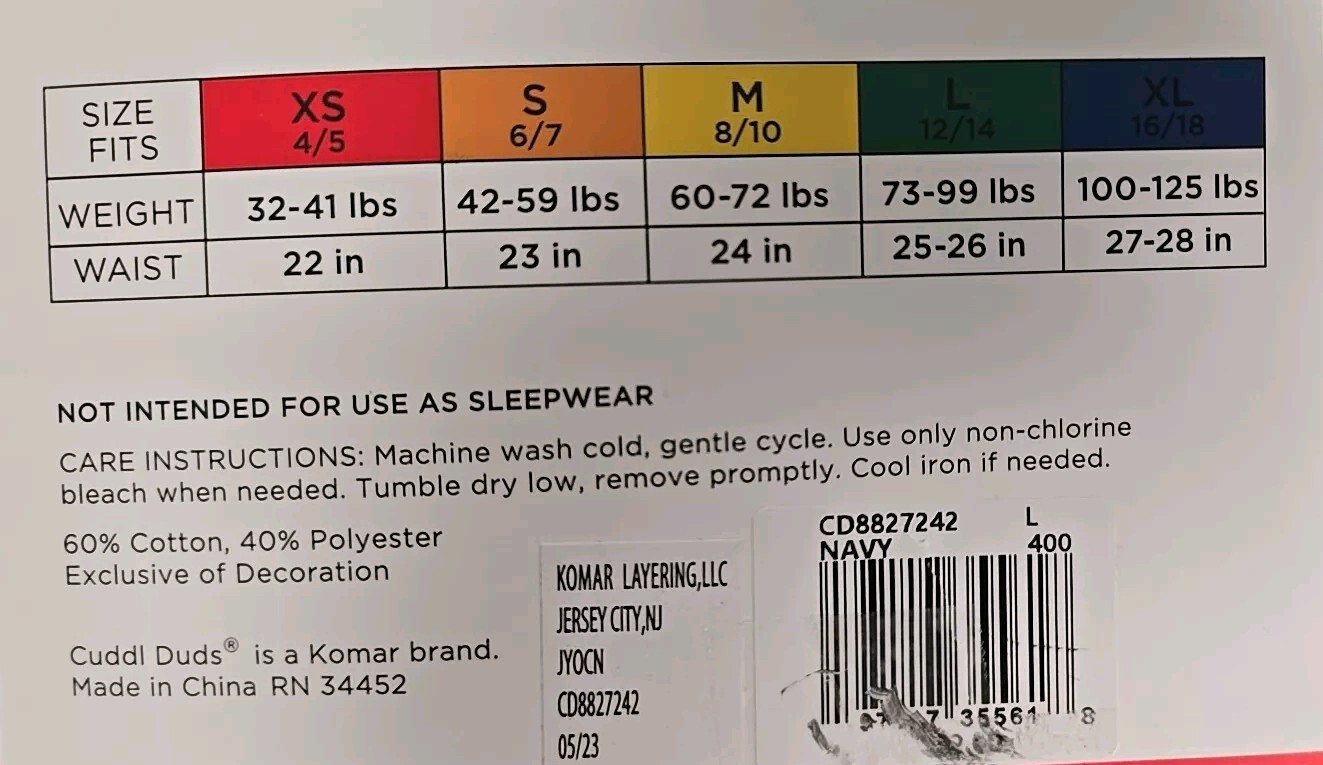 SIZE FITS XS 4/5 S 6/7 M 8/10 L 12/14 XL 16/18
WEIGHT 32-41 lbs 42-59 lbs 60-72 lbs 73-99 lbs 100-125 lbs
WAIST 22 in 23 in 24 in 25-26 in 27-28 in
NOT INTENDED FOR USE AS SLEEPWEAR
CARE INSTRUCTIONS: Machine wash cold, gentle cycle. Use only non-chlorine
bleach when needed. Tumble dry low, remove promptly. Cool iron if needed.
60% Cotton, 40% Polyester
Exclusive of Decoration
Cuddl Duds® is a Komar brand.
Made in China RN 34452
KOMAR LAYERING,LLC
JERSEY CITY,NJ
JYOCN
CD8827242
05/23
CD8827242 L
NAVY 400
7 35561 8